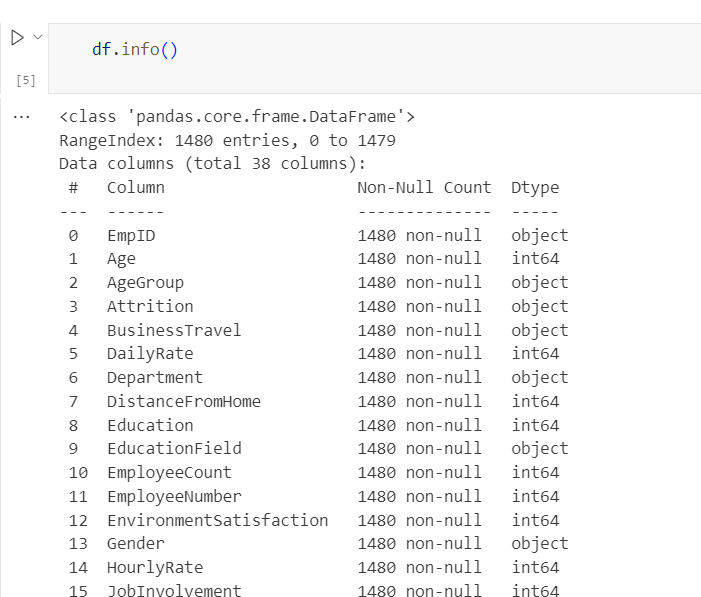 df.info()
[5]
... <class 'pandas.core.frame.DataFrame'>
RangeIndex: 1480 entries, 0 to 1479
Data columns (total 38 columns):
 #   Column                    Non-Null Count  Dtype
---  ------                    --------------  -----
 0   EmpID                     1480 non-null   object
 1   Age                       1480 non-null   int64
 2   AgeGroup                  1480 non-null   object
 3   Attrition                 1480 non-null   object
 4   BusinessTravel            1480 non-null   object
 5   DailyRate                 1480 non-null   int64
 6   Department                1480 non-null   object
 7   DistanceFromHome          1480 non-null   int64
 8   Education                 1480 non-null   int64
 9   EducationField            1480 non-null   object
 10  EmployeeCount             1480 non-null   int64
 11  EmployeeNumber            1480 non-null   int64
 12  EnvironmentSatisfaction   1480 non-null   int64
 13  Gender                    1480 non-null   object
 14  HourlyRate                1480 non-null   int64
 15  JobInvolvement            1480 non-null   int64